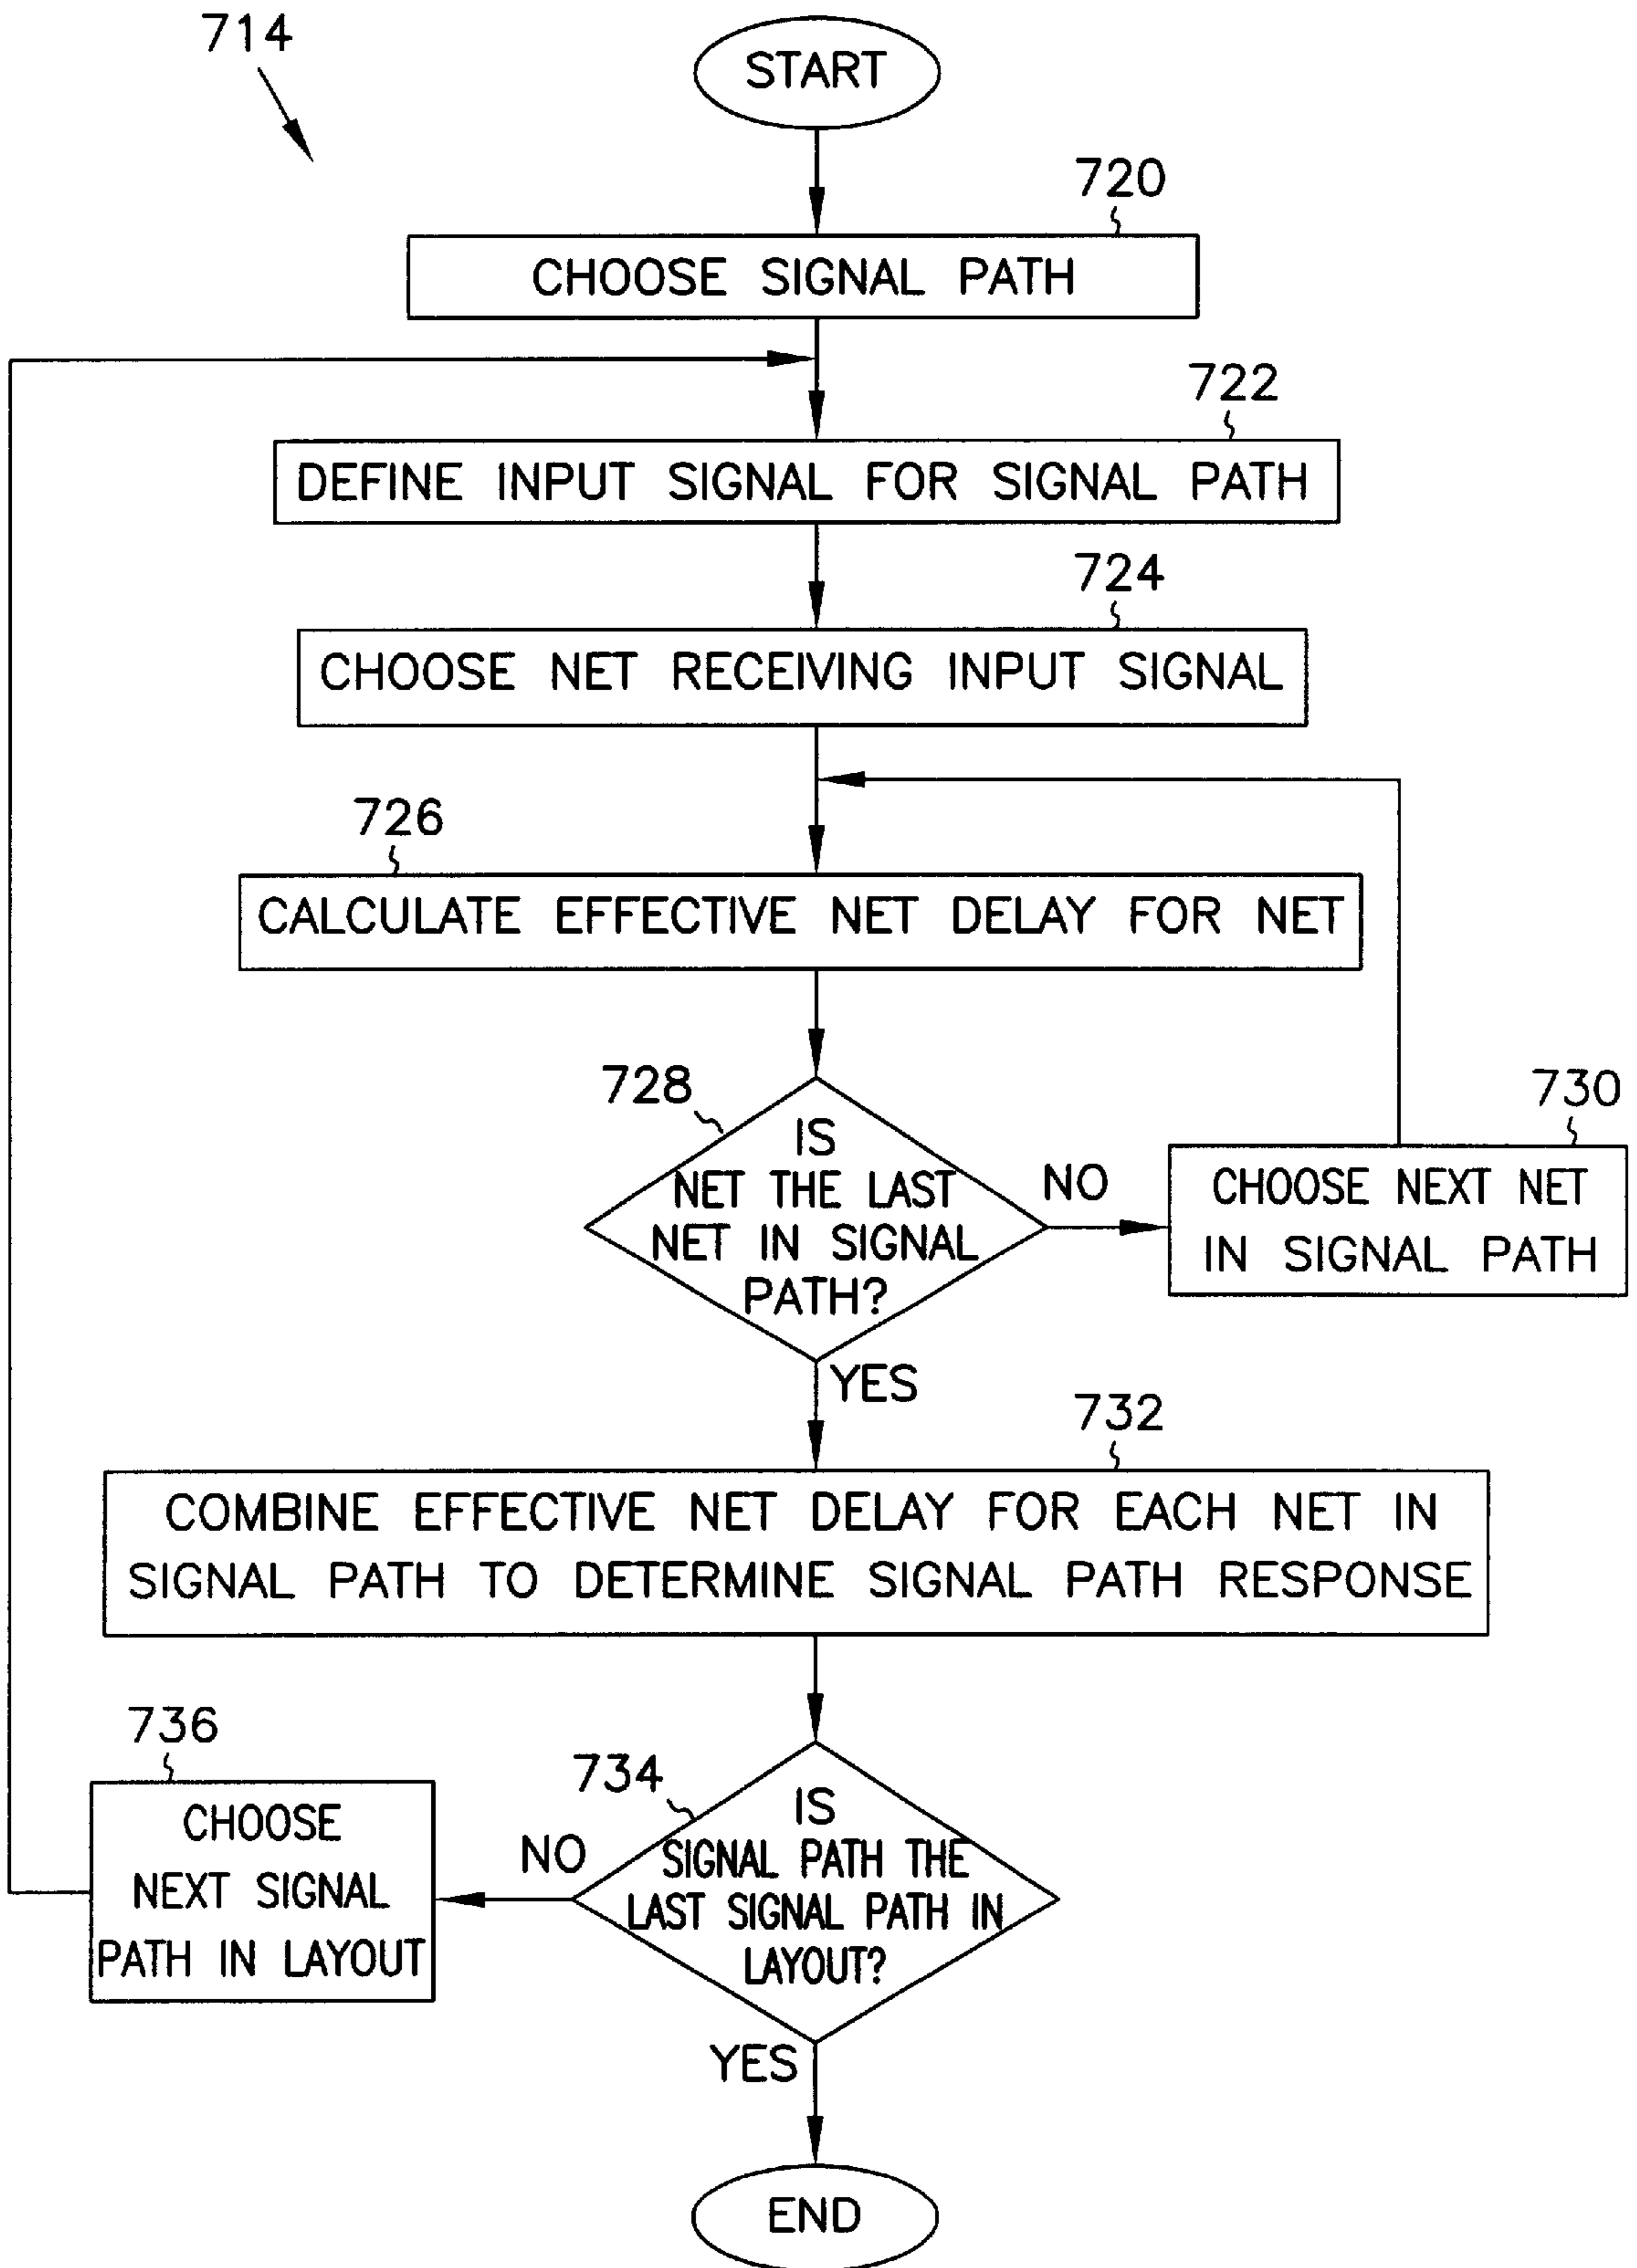 714
START
720
CHOOSE SIGNAL PATH
722
DEFINE INPUT SIGNAL FOR SIGNAL PATH
724
CHOOSE NET RECEIVING INPUT SIGNAL
726
CALCULATE EFFECTIVE NET DELAY FOR NET
728
IS
NET THE LAST
NET IN SIGNAL
PATH?
NO
730
CHOOSE NEXT NET
IN SIGNAL PATH
YES
732
COMBINE EFFECTIVE NET DELAY FOR EACH NET IN
SIGNAL PATH TO DETERMINE SIGNAL PATH RESPONSE
734
IS
SIGNAL PATH THE
LAST SIGNAL PATH IN
LAYOUT?
NO
736
CHOOSE
NEXT SIGNAL
PATH IN LAYOUT
YES
END